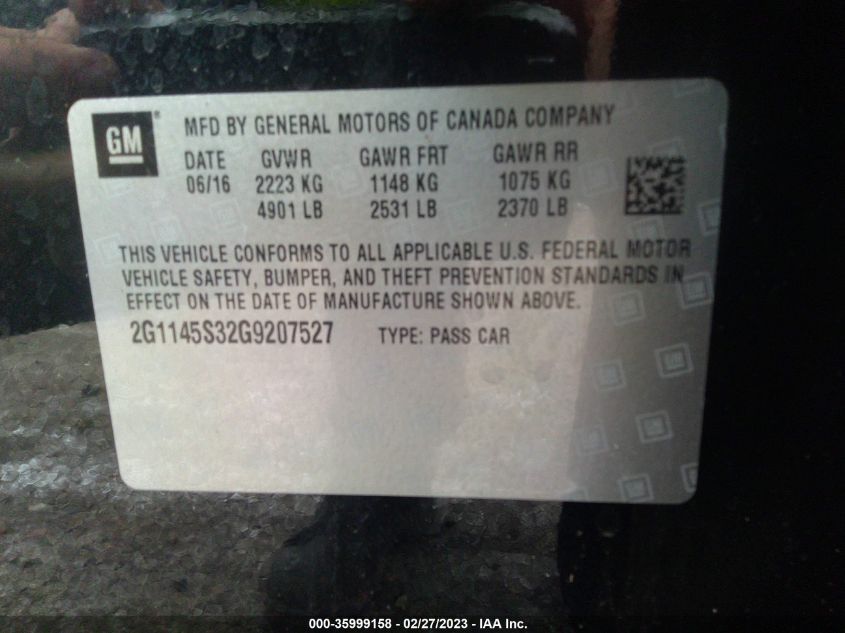 GM ® MFD BY GENERAL MOTORS OF CANADA COMPANY
DATE GVWR GAWR FRT GAWR RR
06/16 2223 KG 1148 KG 1075 KG
4901 LB 2531 LB 2370 LB
THIS VEHICLE CONFORMS TO ALL APPLICABLE U.S. FEDERAL MOTOR
VEHICLE SAFETY, BUMPER, AND THEFT PREVENTION STANDARDS IN
EFFECT ON THE DATE OF MANUFACTURE SHOWN ABOVE.
2G1145S32G9207527 TYPE: PASS CAR
000-35999158 - 02/27/2023 - IAA Inc.